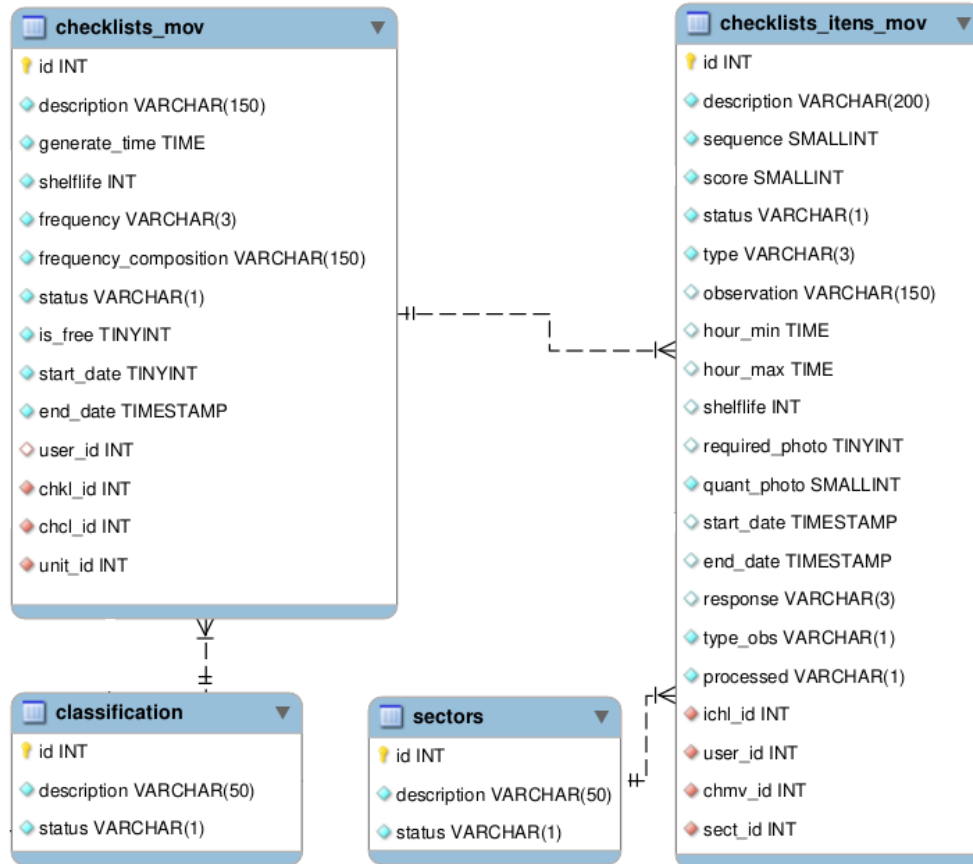 checklists_mov
id INT
description VARCHAR(150)
generate_time TIME
shelflife INT
frequency VARCHAR(3)
frequency_composition VARCHAR(150)
status VARCHAR(1)
is_free TINYINT
start_date TINYINT
end_date TIMESTAMP
user_id INT
chkl_id INT
chcl_id INT
unit_id INT
checklists_itens_mov
id INT
description VARCHAR(200)
sequence SMALLINT
score SMALLINT
status VARCHAR(1)
type VARCHAR(3)
observation VARCHAR(150)
hour_min TIME
hour_max TIME
shelflife INT
required_photo TINYINT
quant_photo SMALLINT
start_date TIMESTAMP
end_date TIMESTAMP
response VARCHAR(3)
type_obs VARCHAR(1)
processed VARCHAR(1)
ichl_id INT
user_id INT
chmv_id INT
sect_id INT
classification
id INT
description VARCHAR(50)
status VARCHAR(1)
sectors
id INT
description VARCHAR(50)
status VARCHAR(1)